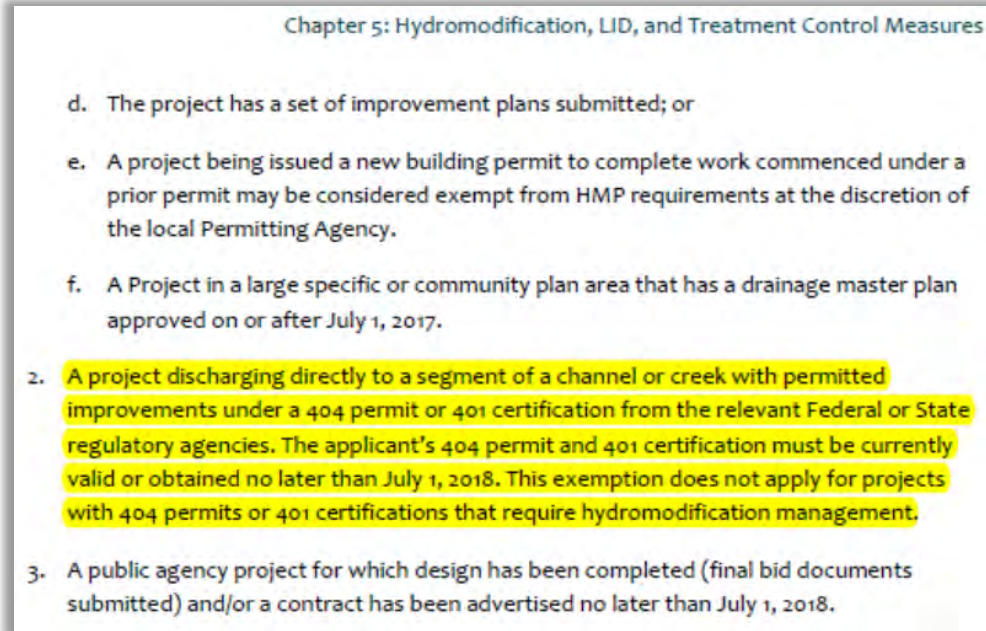 Chapter 5: Hydromodification, LID, and Treatment Control Measures
d. The project has a set of improvement plans submitted; or
e. A project being issued a new building permit to complete work commenced under a
prior permit may be considered exempt from HMP requirements at the discretion of
the local Permitting Agency.
f. A Project in a large specific or community plan area that has a drainage master plan
approved on or after July 1, 2017.
2. A project discharging directly to a segment of a channel or creek with permitted
improvements under a 404 permit or 401 certification from the relevant Federal or State
regulatory agencies. The applicant's 404 permit and 401 certification must be currently
valid or obtained no later than July 1, 2018. This exemption does not apply for projects
with 404 permits or 401 certifications that require hydromodification management.
3. A public agency project for which design has been completed (final bid documents
submitted) and/or a contract has been advertised no later than July 1, 2018.